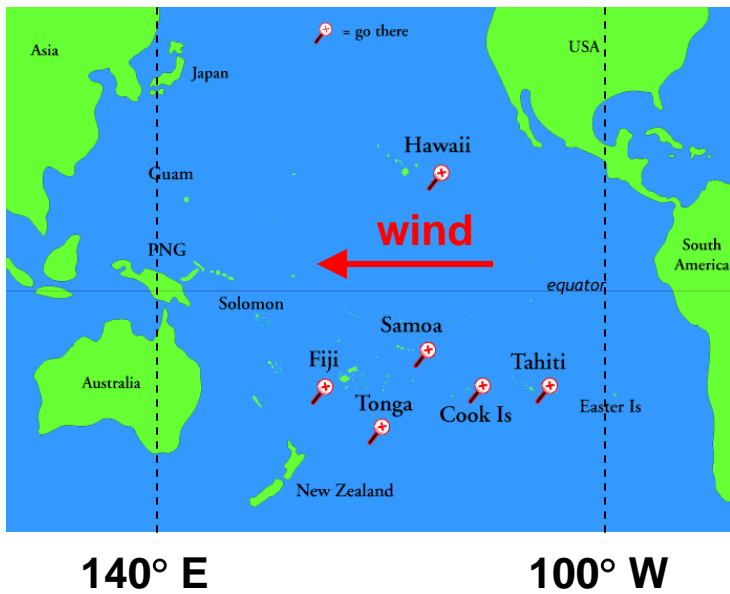 = go there
Asia
USA
Japan
Hawaii
Guam
wind
PNG
South
America
equator
Solomon
Samoa
Fiji
Tahiti
Australia
Tonga
Cook Is
Easter Is
New Zealand
140° E
100° W